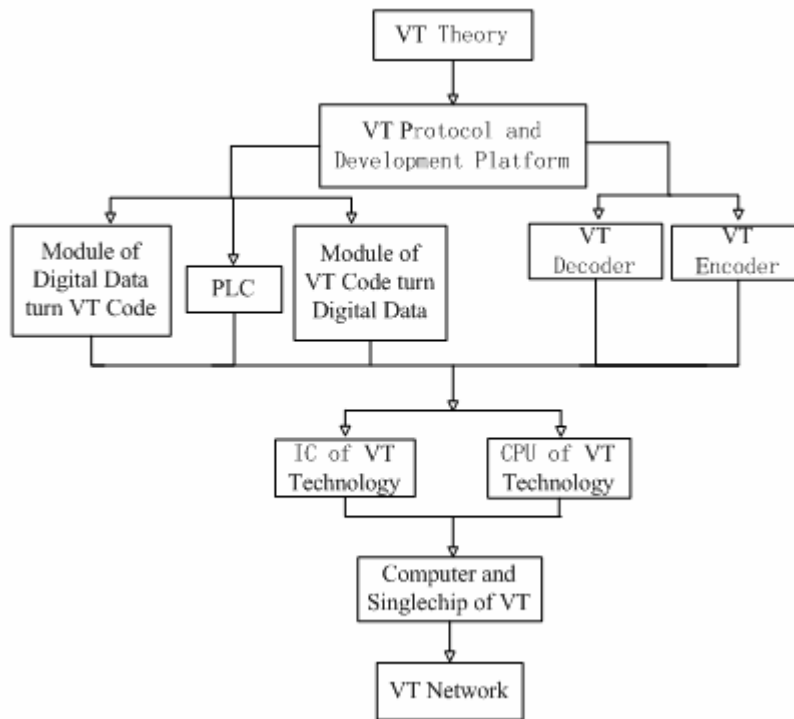 VT Theory
VT Protocol and
Development Platform
Module of
Digital Data
turn VT Code
PLC
Module of
VT Code turn
Digital Data
VT
Decoder
VT
Encoder
IC of VT
Technology
CPU of VT
Technology
Computer and
Singlechip of VT
VT Network